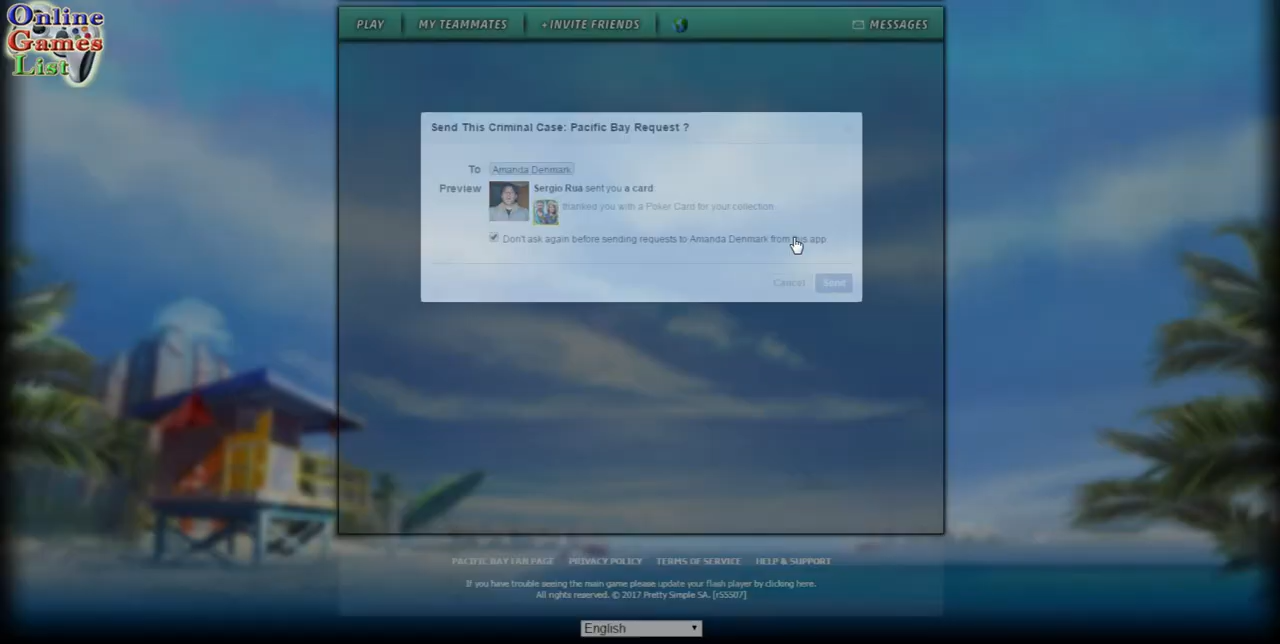 Online
Games
List
PLAY
MY TEAMMATES
+INVITE FRIENDS
MESSAGES
Send This Criminal Case: Pacific Bay Request ?
To Amanda Denmark
Preview Sergio Rua sent you a card
thanked you with a Poker Card for your collection
Don't ask again before sending requests to Amanda Denmark from this app
Cancel Send
PACIFIC BAY FAN PAGE PRIVACY POLICY TERMS OF SERVICE HELP & SUPPORT
If you have trouble seeing the main game please update your flash player by clicking here.
All rights reserved. © 2017 Pretty Simple SA. [r5507]
English